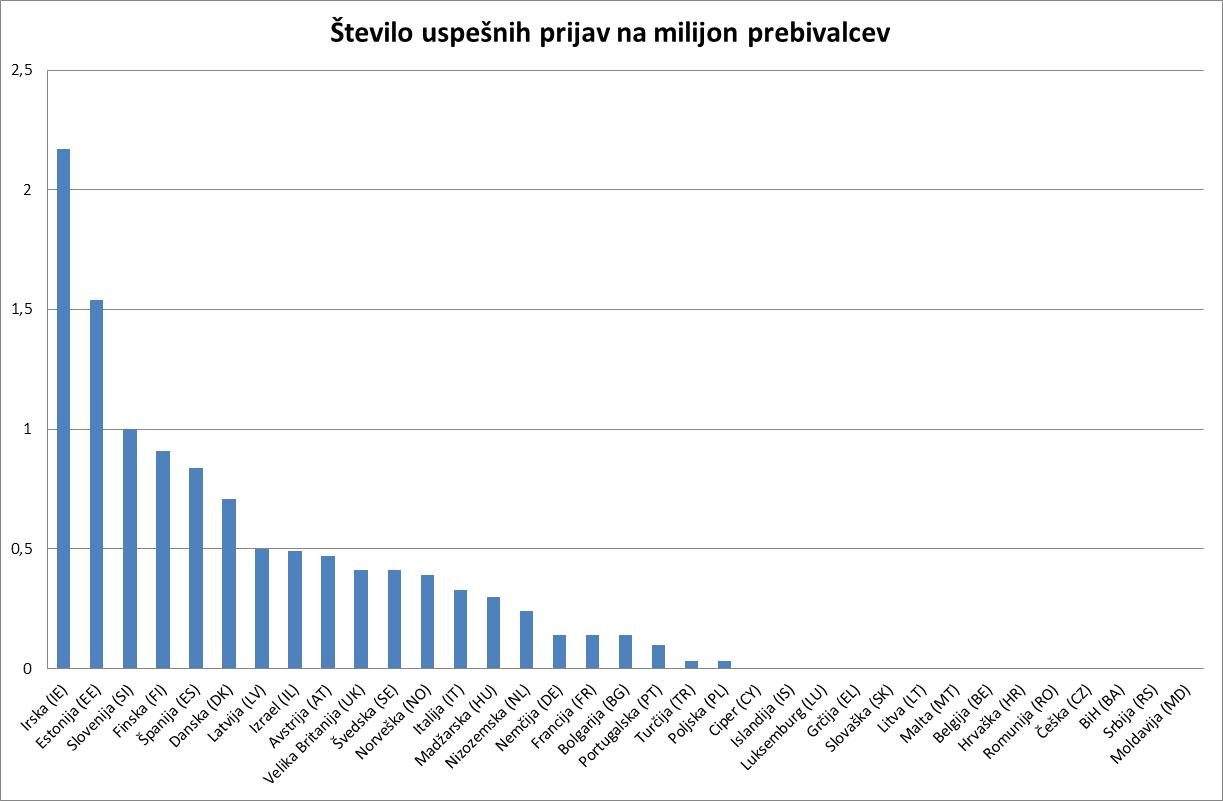 Število uspešnih prijav na milijon prebivalcev
2,5
2
1,5
1
0,5
0
Irska (IE)
Estonija (EE)
Slovenija (SI)
Finska (FI)
Španija (ES)
Danska (DK)
Latvija (LV)
Izrael (IL)
Avstrija (AT)
Velika Britanija (UK)
Švedska (SE)
Norveška (NO)
Italija (IT)
Madžarska (HU)
Nizozemska (NL)
Nemčija (DE)
Francija (FR)
Bolgarija (BG)
Portugalska (PT)
Turčija (TR)
Poljska (PL)
Ciper (CY)
Islandija (IS)
Luksemburg (LU)
Grčija (EL)
Slovaška (SK)
Litva (LT)
Malta (MT)
Belgija (BE)
Hrvaška (HR)
Romunija (RO)
Češka (CZ)
BiH (BA)
Srbija (RS)
Moldavija (MD)